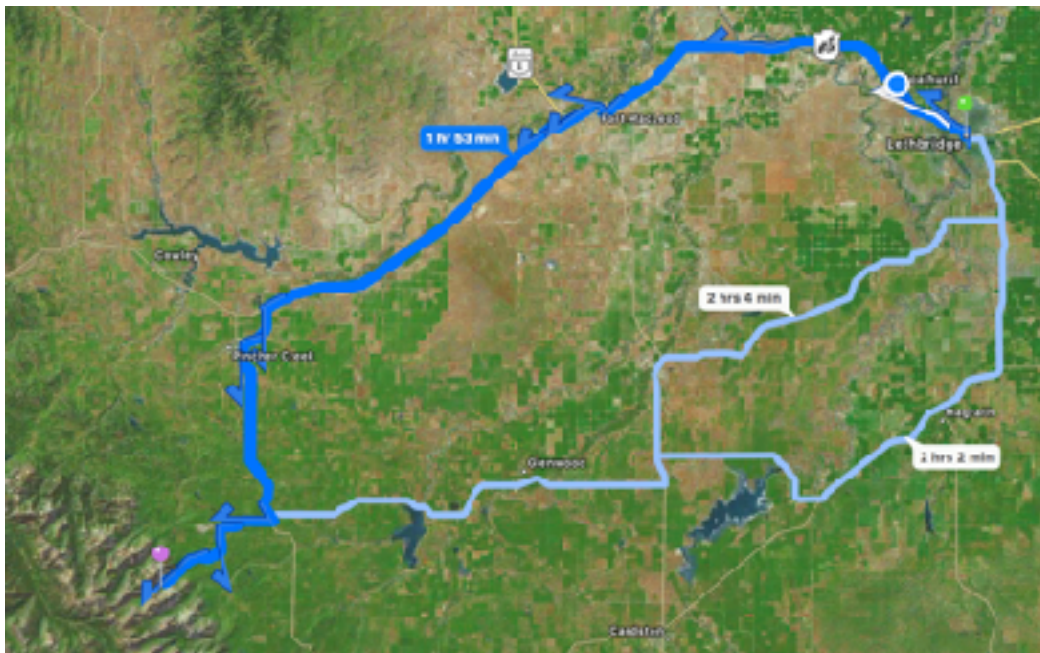 Fort MacLeod
Lethbridge
1 hr 53 min
Cowley
2 hrs 4 min
Pincher Creek
Magrath
2 hrs 2 min
Glenwood
Cardston